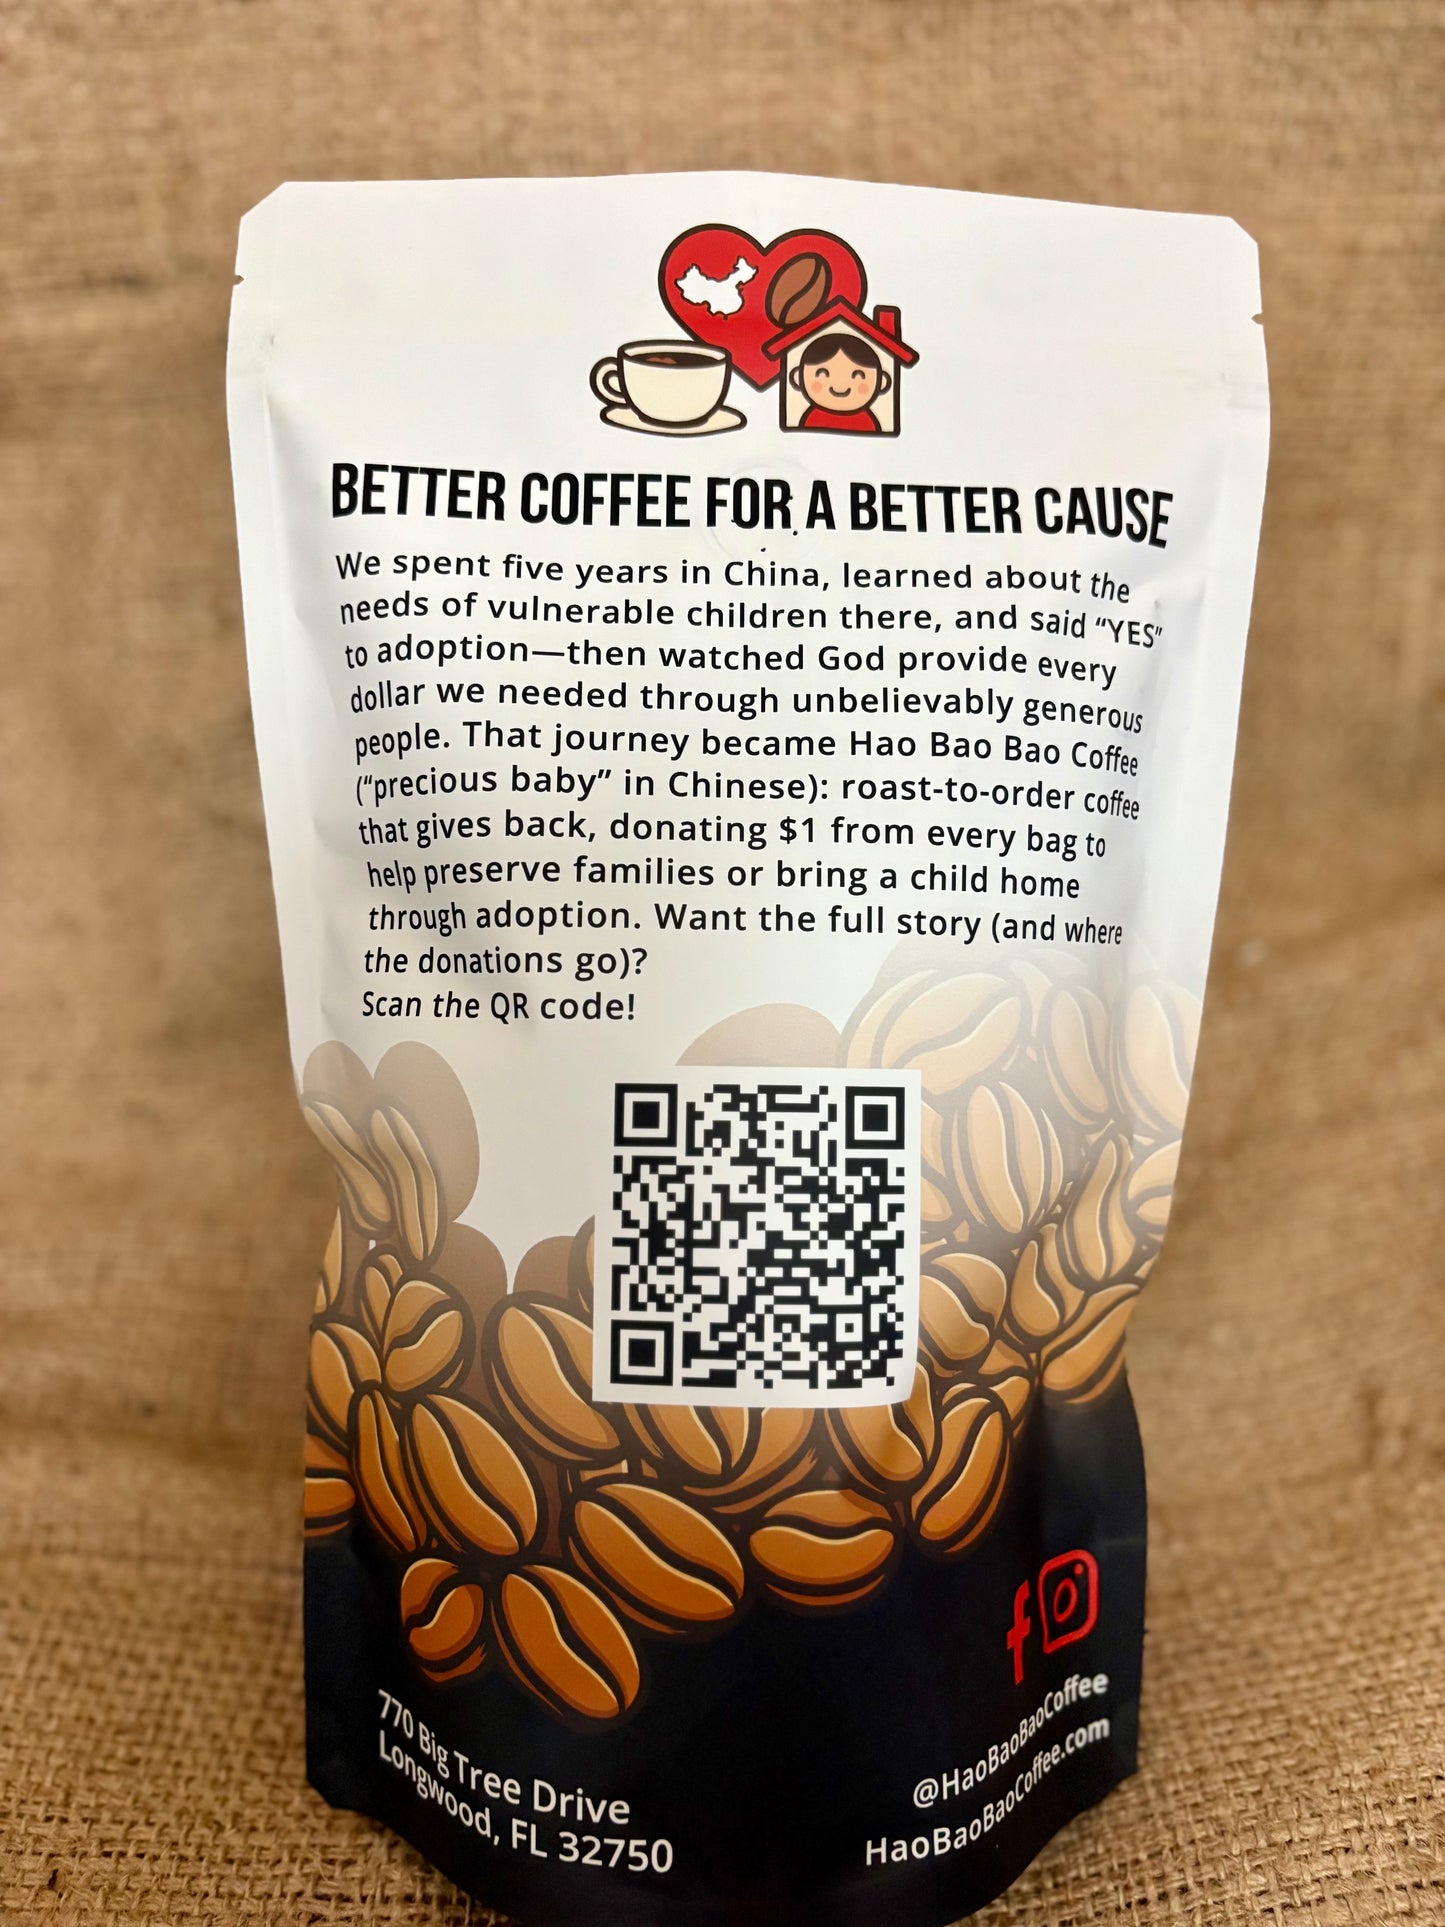 BETTER COFFEE FOR A BETTER CAUSE
We spent five years in China, learned about the
needs of vulnerable children there, and said “YES”
to adoption—then watched God provide every
dollar we needed through unbelievably generous
people. That journey became Hao Bao Bao Coffee
(“precious baby” in Chinese): roast-to-order coffee
that gives back, donating $1 from every bag to
help preserve families or bring a child home
through adoption. Want the full story (and where
the donations go)?
Scan the QR code!
770 Big Tree Drive
Longwood, FL 32750
@HaoBaoBaoCoffee
HaoBaoBaoCoffee.com